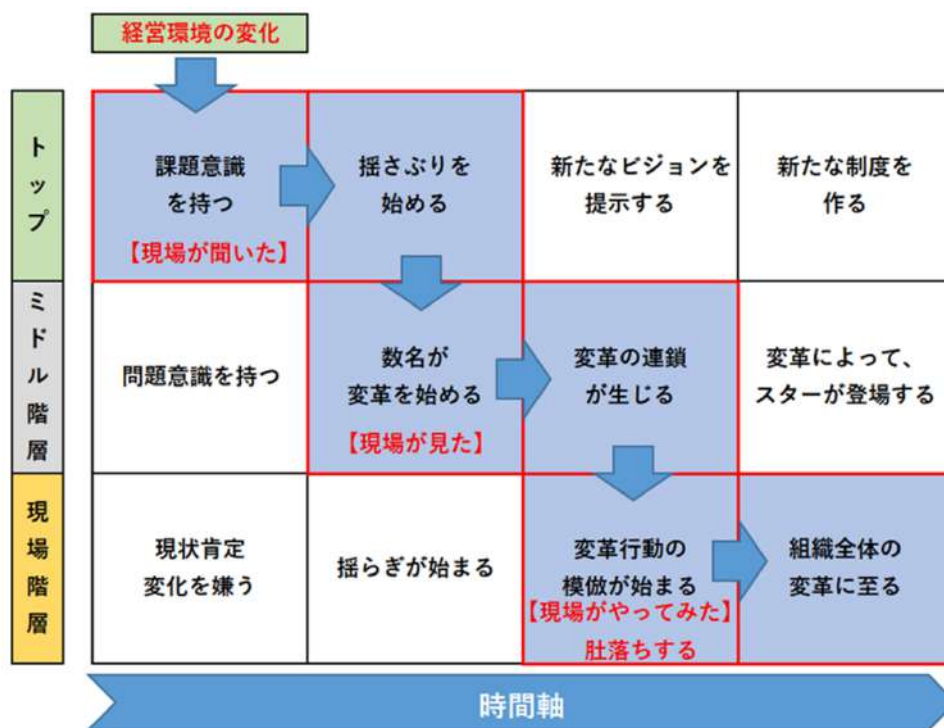 経営環境の変化
トップ
課題意識
を持つ
【現場が聞いた】
揺さぶりを
始める
新たなビジョンを
提示する
新たな制度を
作る
ミドル階層
問題意識を持つ
数名が
変革を始める
【現場が見た】
変革の連鎖
が生じる
変革によって、
スターが登場する
現場階層
現状肯定
変化を嫌う
揺らぎが始まる
変革行動の
模倣が始まる
【現場がやってみた】
肚落ちする
組織全体の
変革に至る
時間軸